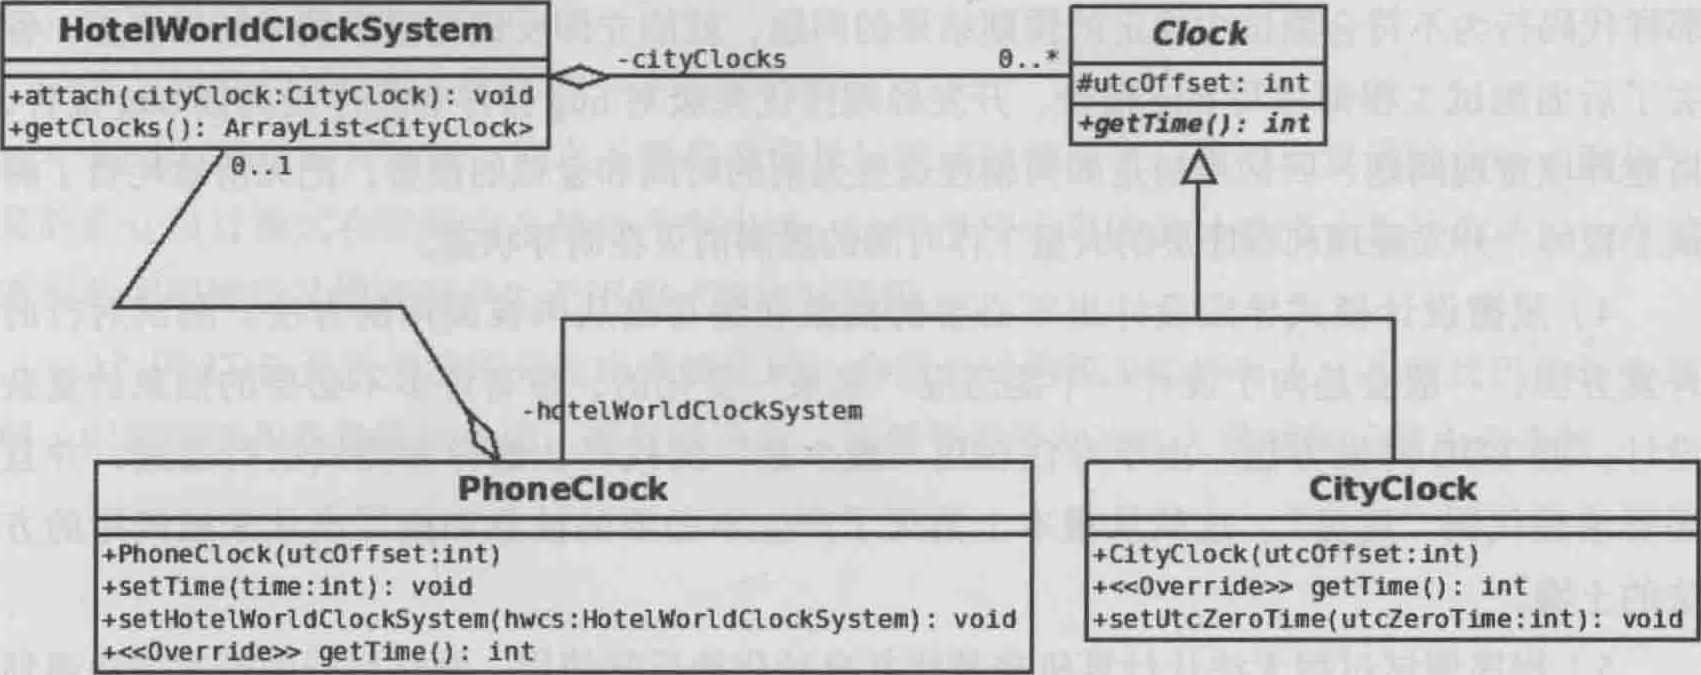 HotelWorldClockSystem
+attach(cityClock:CityClock): void
+getClocks(): ArrayList<CityClock>
0..1
-cityClocks
0..*
Clock
#utcOffset: int
+getTime(): int
-hotelWorldClockSystem
PhoneClock
+PhoneClock(utcOffset:int)
+setTime(time:int): void
+setHotelWorldClockSystem(hwcs:HotelWorldClockSystem): void
+<<Override>> getTime(): int
CityClock
+CityClock(utcOffset:int)
+<<Override>> getTime(): int
+setUtcZeroTime(utcZeroTime:int): void